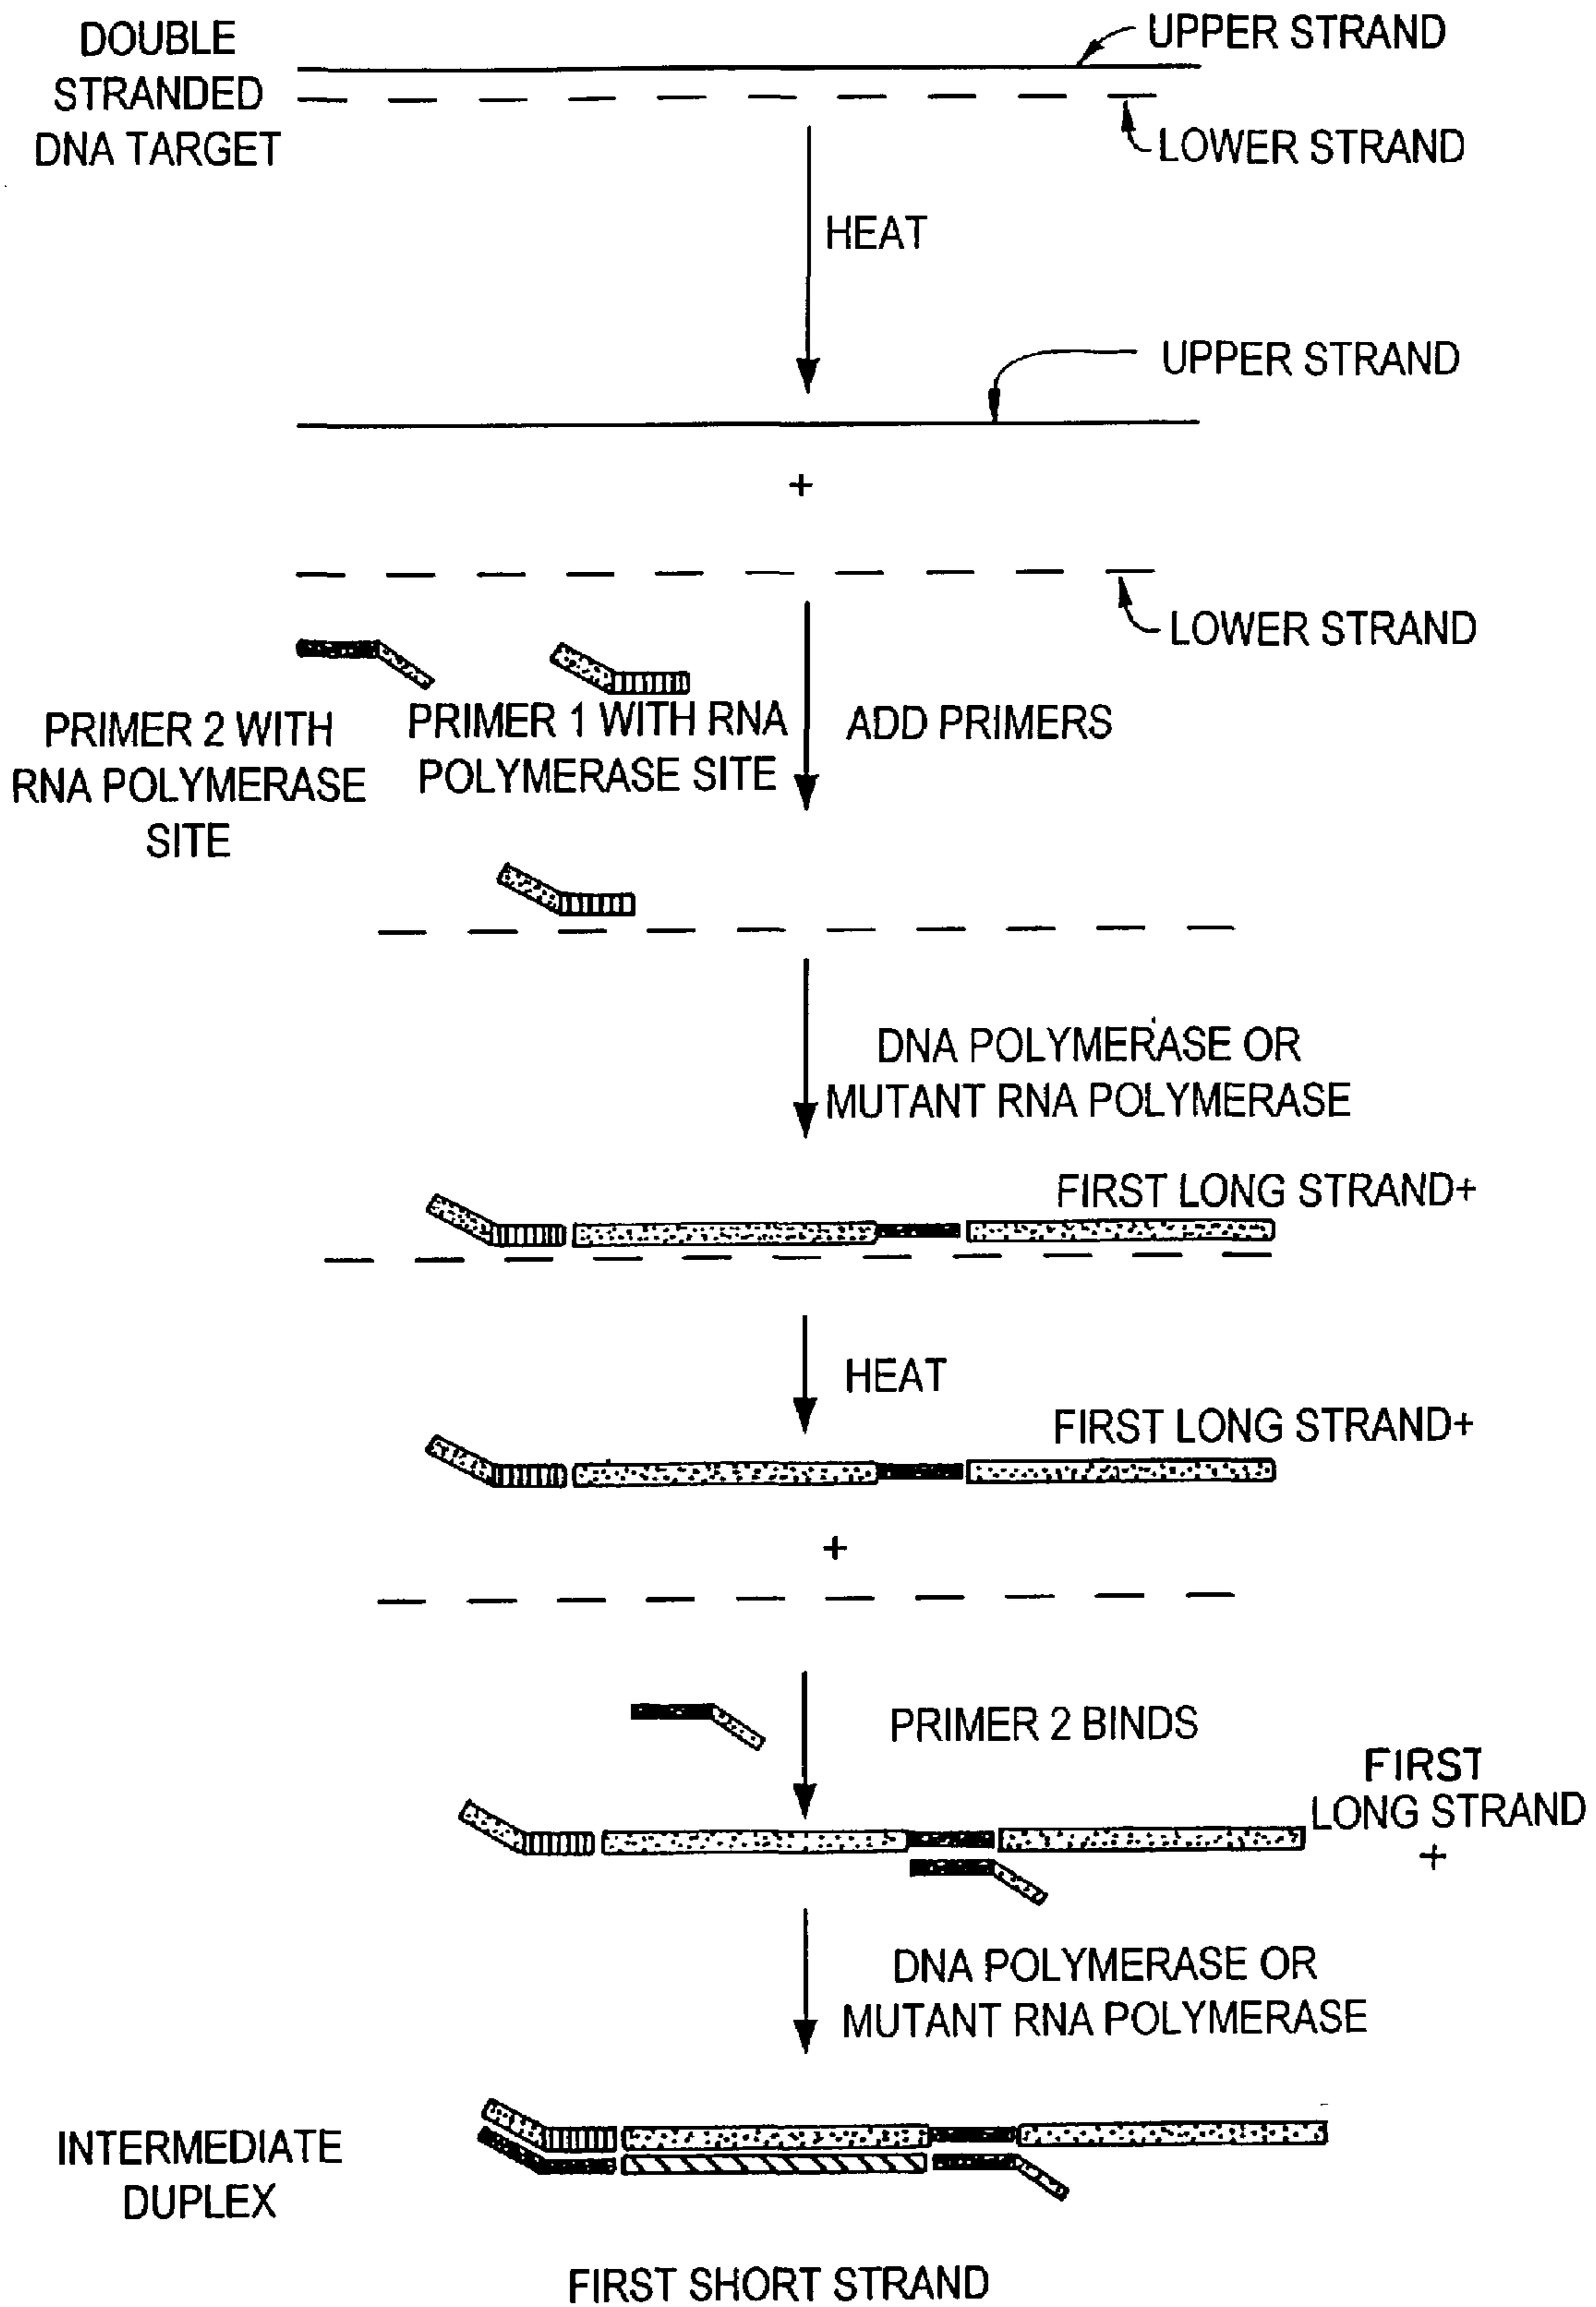 DOUBLE
STRANDED
DNA TARGET
UPPER STRAND
LOWER STRAND
HEAT
UPPER STRAND
+
LOWER STRAND
PRIMER 2 WITH
RNA POLYMERASE
SITE
PRIMER 1 WITH RNA
POLYMERASE SITE
ADD PRIMERS
DNA POLYMERASE OR
MUTANT RNA POLYMERASE
FIRST LONG STRAND+
HEAT
FIRST LONG STRAND+
+
PRIMER 2 BINDS
FIRST
LONG STRAND
+
DNA POLYMERASE OR
MUTANT RNA POLYMERASE
INTERMEDIATE
DUPLEX
FIRST SHORT STRAND